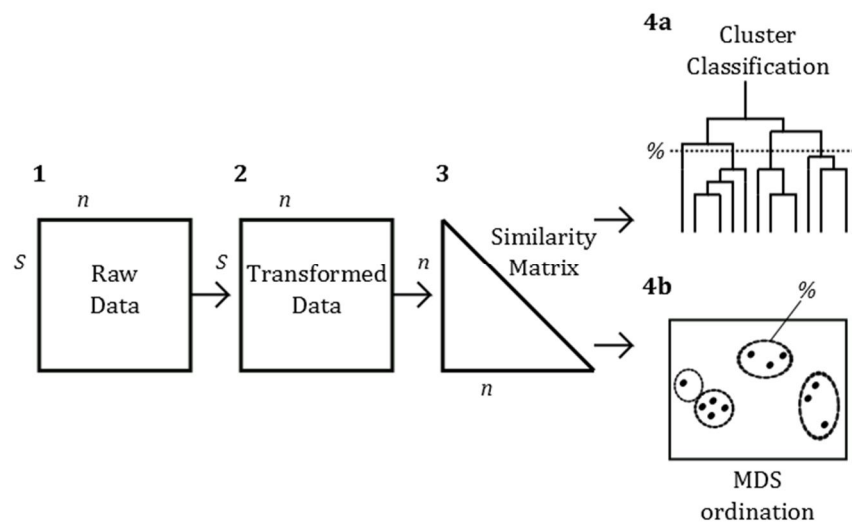 1
n
S
Raw
Data
2
n
S
Transformed
Data
3
n
Similarity
Matrix
n
4a
Cluster
Classification
%
4b
%
MDS
ordination